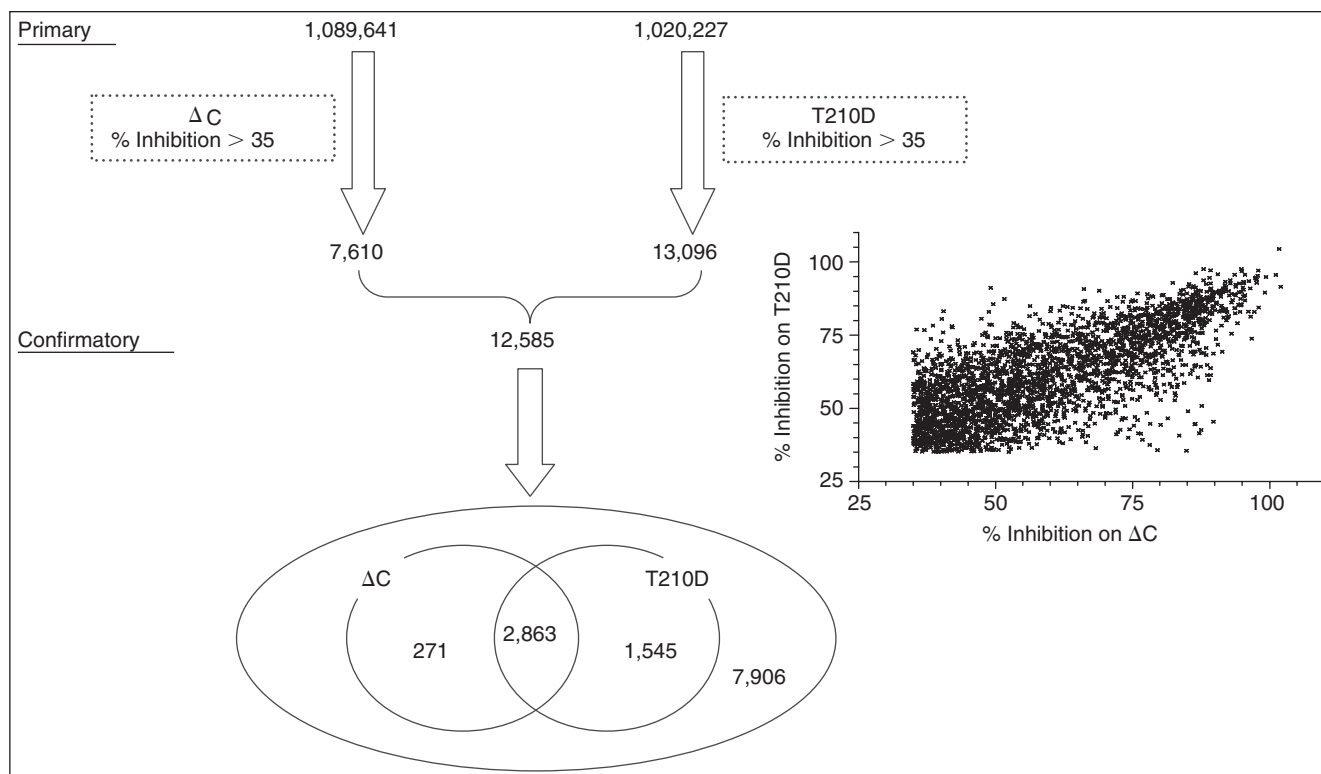 Primary
1,089,641
1,020,227
Δ C
% Inhibition > 35
T210D
% Inhibition > 35
7,610
13,096
Confirmatory
12,585
% Inhibition on T210D
100
75
50
25
25
50
75
100
% Inhibition on ΔC
ΔC
T210D
271
2,863
1,545
7,906